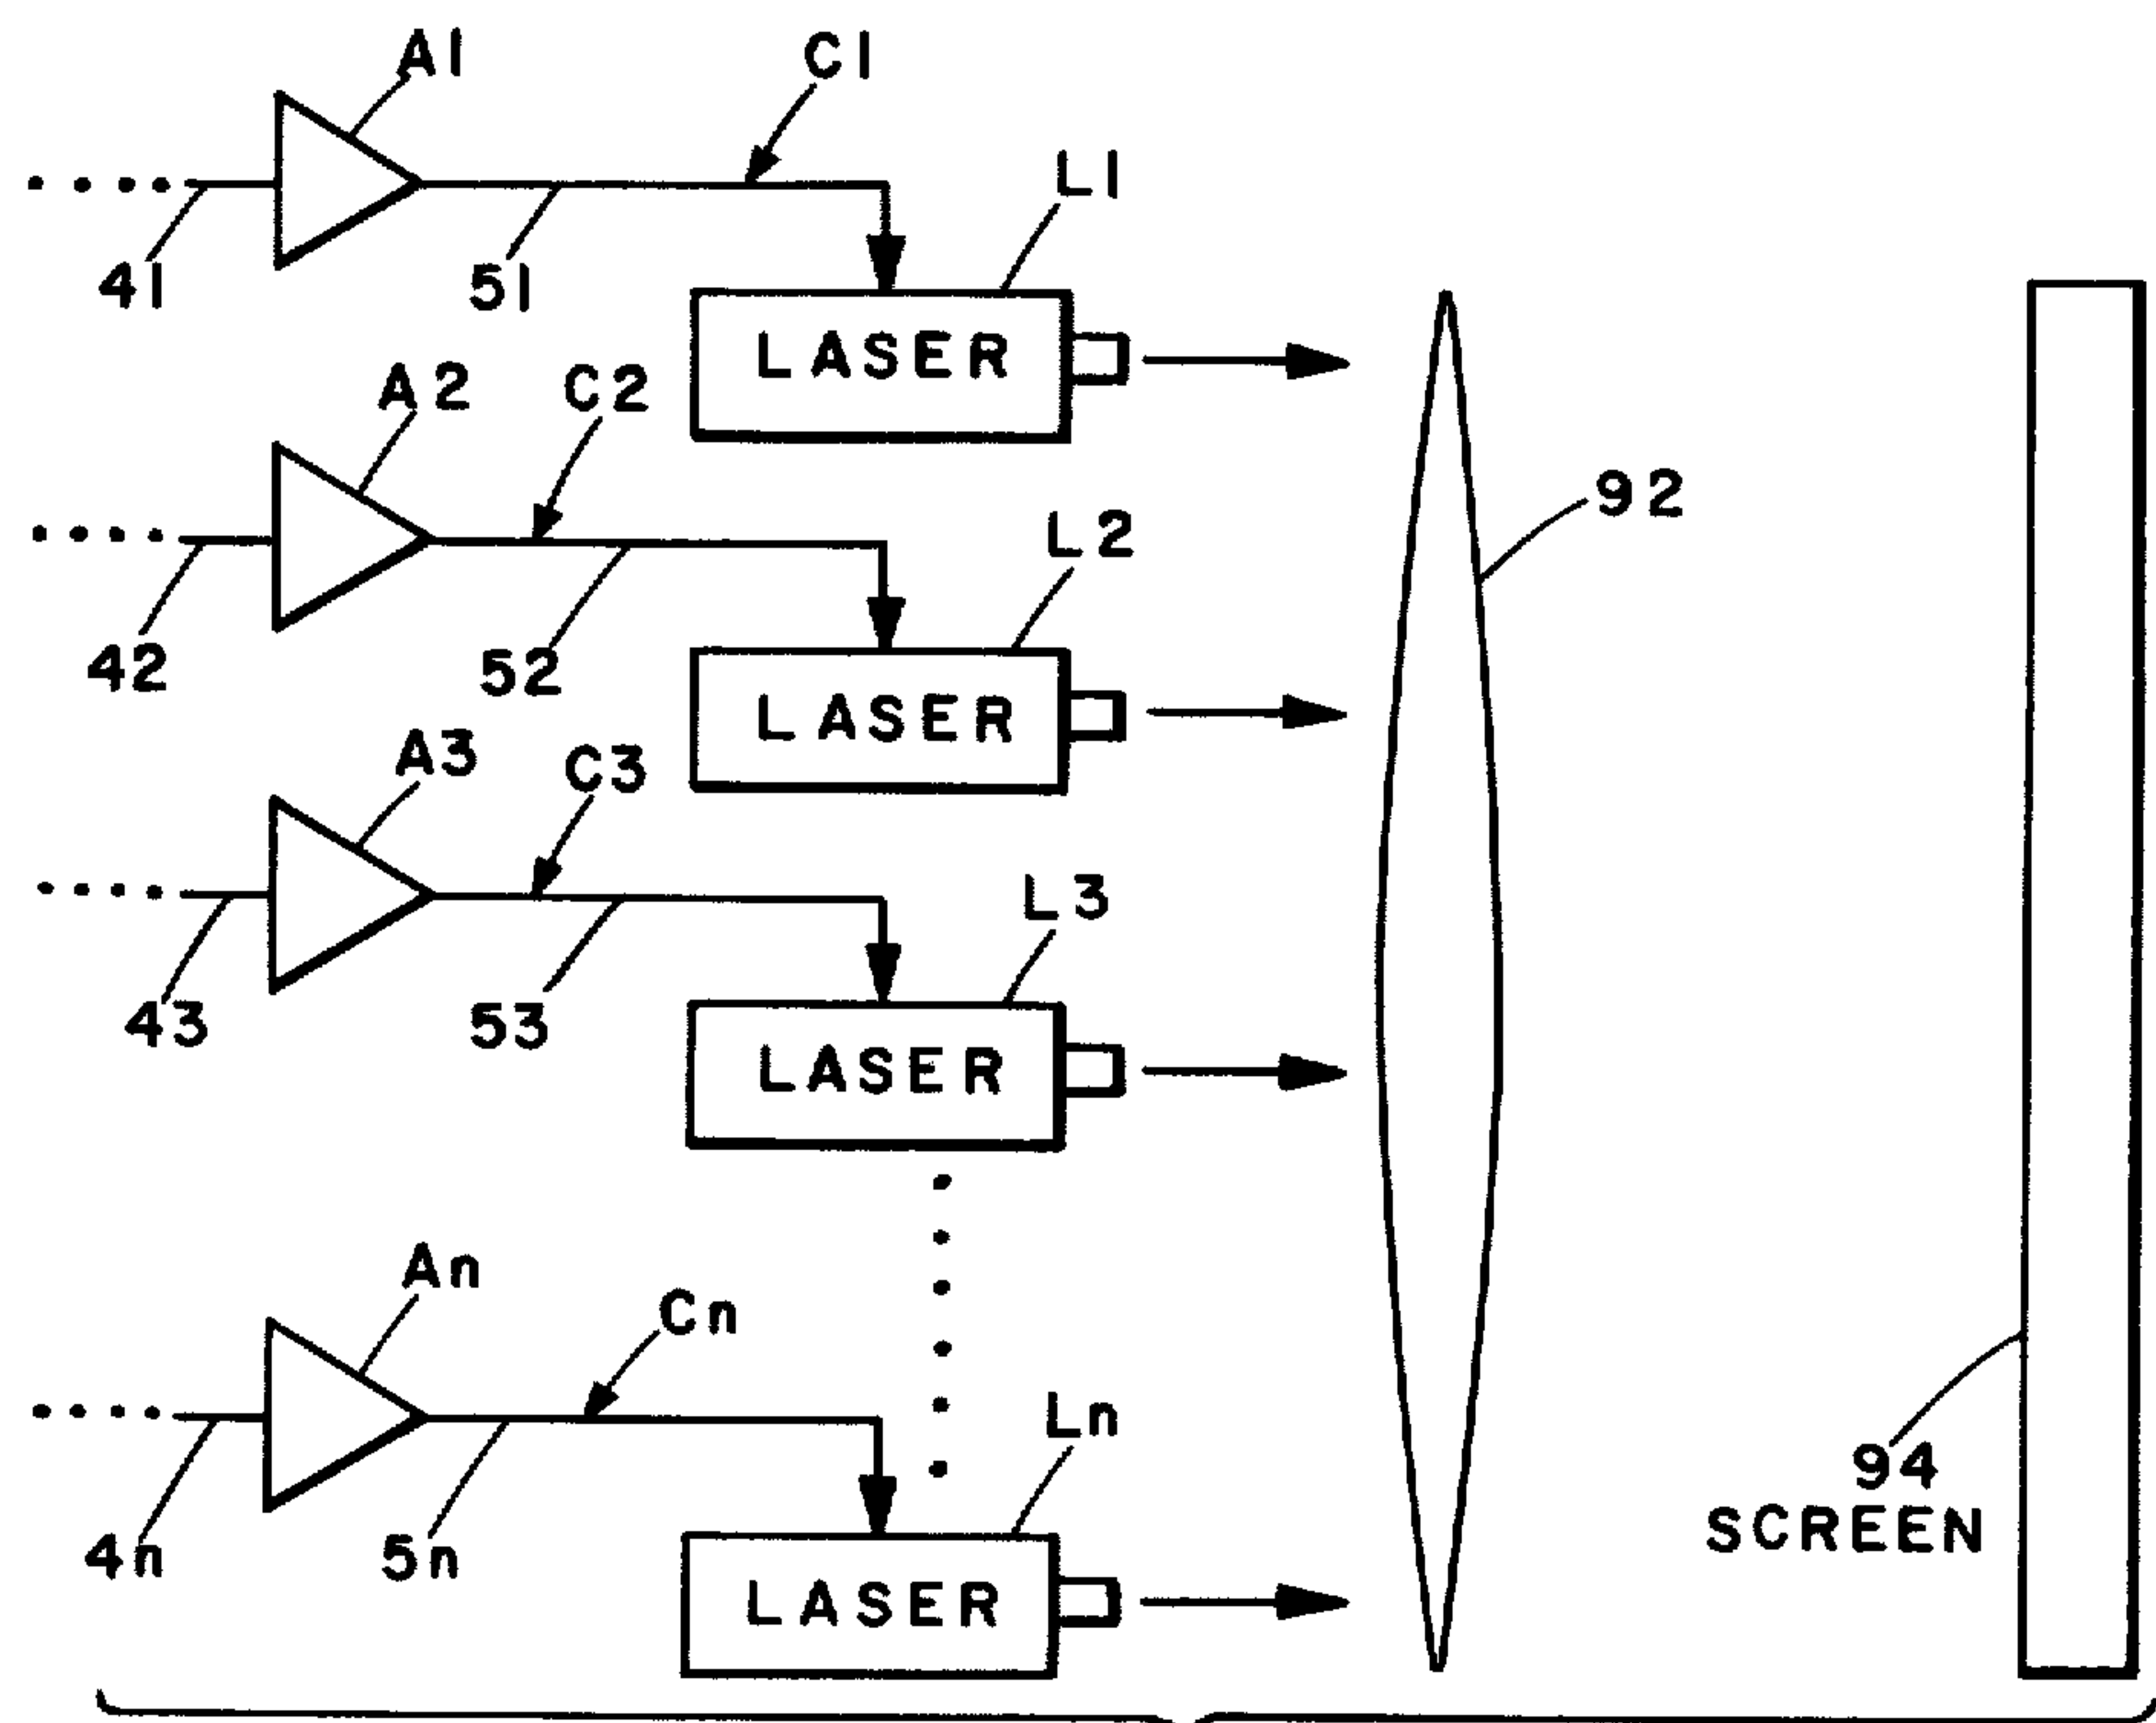 A1
C1
L1
41
51
LASER
A2
C2
92
L2
42
52
LASER
A3
C3
L3
43
53
LASER
An
Cn
Ln
94
SCREEN
4n
5n
LASER